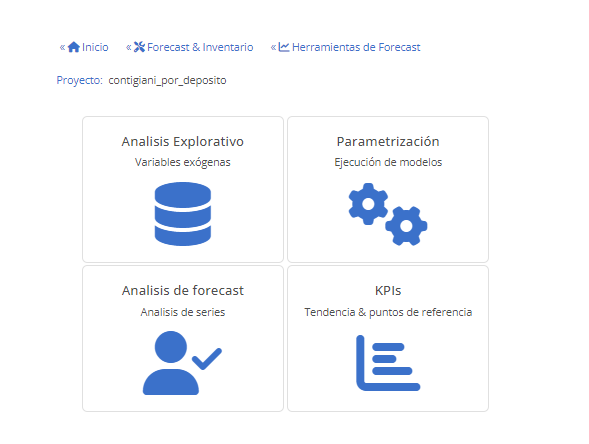 « Inicio « Forecast & Inventario « Herramientas de Forecast
Proyecto: contigiani_por_deposito
Analisis Explorativo
Variables exógenas
Parametrización
Ejecución de modelos
Analisis de forecast
Analisis de series
KPIs
Tendencia & puntos de referencia